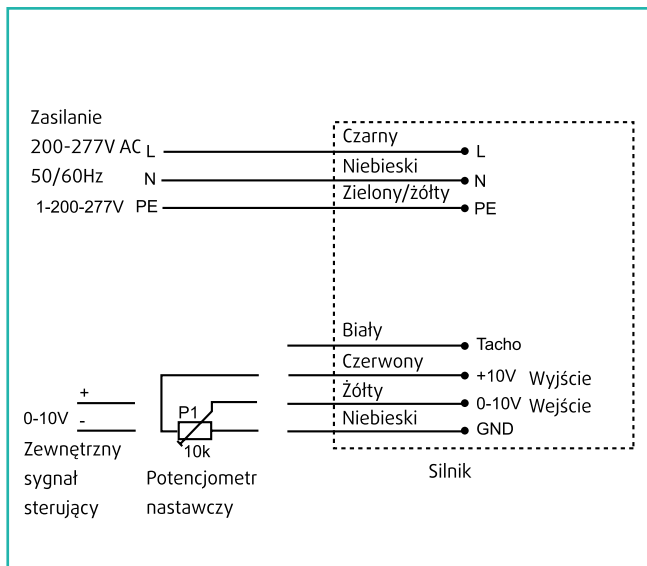 Zasilanie
200-277V AC L Czarny L
50/60Hz N Niebieski N
1-200-277V PE Zielony/żółty PE
Biały Tacho
Czerwony +10V Wyjście
+ Żółty 0-10V Wejście
0-10V - P1 Niebieski GND
10k
Zewnętrzny
sygnał
sterujący
Potencjometr
nastawczy
Silnik